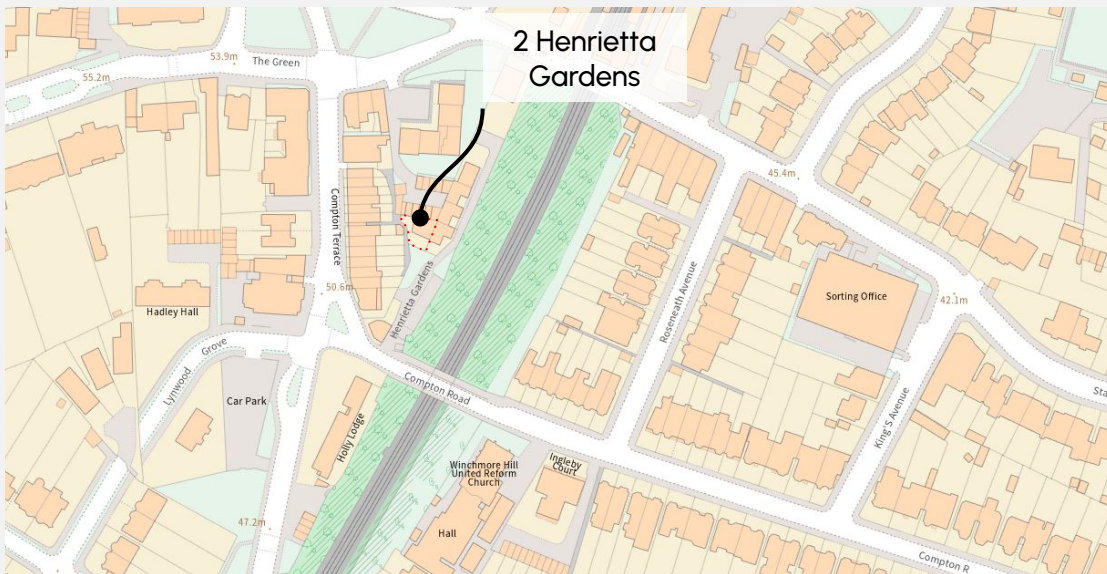 2 Henrietta
Gardens
53.9m
The Green
55.2m
45.4m
Compton Terrace
Roseneath Avenue
Henrietta Gardens
50.6m
Sorting Office
42.1m
Hadley Hall
Lynwood
Grove
Compton Road
Car Park
King'S Avenue
Holly Lodge
Winchmore Hill
United Reform
Church
Ingleby
Court
47.2m
Hall
Compton R
Sta